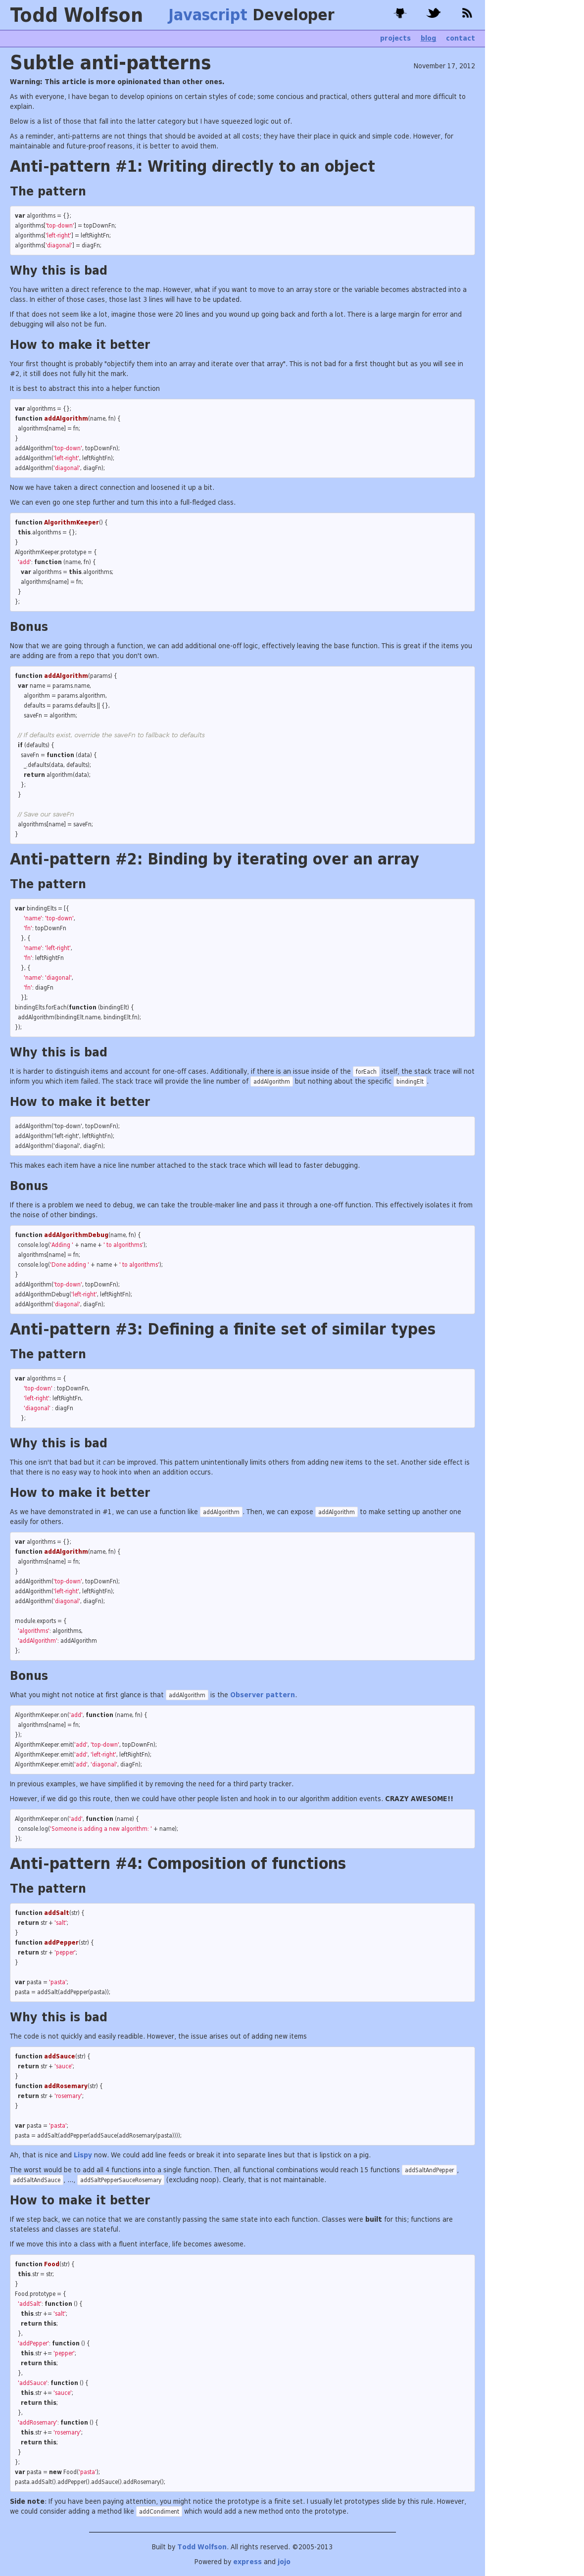 Todd Wolfson Javascript Developer
projects blog contact
Subtle anti-patterns
November 17, 2012
Warning: This article is more opinionated than other ones.
As with everyone, I have began to develop opinions on certain styles of code; some concious and practical, others gutteral and more difficult to
explain.
Below is a list of those that fall into the latter category but I have squeezed logic out of.
As a reminder, anti-patterns are not things that should be avoided at all costs; they have their place in quick and simple code. However, for
maintainable and future-proof reasons, it is better to avoid them.
Anti-pattern #1: Writing directly to an object
The pattern
var algorithms = {};
algorithms['top-down'] = topDownFn;
algorithms['left-right'] = leftRightFn;
algorithms['diagonal'] = diagFn;
Why this is bad
You have written a direct reference to the map. However, what if you want to move to an array store or the variable becomes abstracted into a
class. In either of those cases, those last 3 lines will have to be updated.
If that does not seem like a lot, imagine those were 20 lines and you wound up going back and forth a lot. There is a large margin for error and
debugging will also not be fun.
How to make it better
Your first thought is probably "objectify them into an array and iterate over that array". This is not bad for a first thought but as you will see in
#2, it still does not fully hit the mark.
It is best to abstract this into a helper function
var algorithms = {};
function addAlgorithm(name, fn) {
algorithms[name] = fn;
}
addAlgorithm('top-down', topDownFn);
addAlgorithm('left-right', leftRightFn);
addAlgorithm('diagonal', diagFn);
Now we have taken a direct connection and loosened it up a bit.
We can even go one step further and turn this into a full-fledged class.
function AlgorithmKeeper() {
this.algorithms = {};
}
AlgorithmKeeper.prototype = {
'add': function (name, fn) {
var algorithms = this.algorithms;
algorithms[name] = fn;
}
};
Bonus
Now that we are going through a function, we can add additional one-off logic, effectively leaving the base function. This is great if the items you
are adding are from a repo that you don't own.
function addAlgorithm(params) {
var name = params.name,
algorithm = params.algorithm,
defaults = params.defaults || {},
saveFn = algorithm;
// If defaults exist, override the saveFn to fallback to defaults
if (defaults) {
saveFn = function (data) {
_.defaults(data, defaults);
return algorithm(data);
};
}
// Save our saveFn
algorithms[name] = saveFn;
}
Anti-pattern #2: Binding by iterating over an array
The pattern
var bindingElts = [{
'name': 'top-down',
'fn': topDownFn
}, {
'name': 'left-right',
'fn': leftRightFn
}, {
'name': 'diagonal',
'fn': diagFn
}];
bindingElts.forEach(function (bindingElt) {
addAlgorithm(bindingElt.name, bindingElt.fn);
});
Why this is bad
It is harder to distinguish items and account for one-off cases. Additionally, if there is an issue inside of the forEach itself, the stack trace will not
inform you which item failed. The stack trace will provide the line number of addAlgorithm but nothing about the specific bindingElt.
How to make it better
addAlgorithm('top-down', topDownFn);
addAlgorithm('left-right', leftRightFn);
addAlgorithm('diagonal', diagFn);
This makes each item have a nice line number attached to the stack trace which will lead to faster debugging.
Bonus
If there is a problem we need to debug, we can take the trouble-maker line and pass it through a one-off function. This effectively isolates it from
the noise of other bindings.
function addAlgorithmDebug(name, fn) {
console.log('Adding ' + name + ' to algorithms');
algorithms[name] = fn;
console.log('Done adding ' + name + ' to algorithms');
}
addAlgorithm('top-down', topDownFn);
addAlgorithmDebug('left-right', leftRightFn);
addAlgorithm('diagonal', diagFn);
Anti-pattern #3: Defining a finite set of similar types
The pattern
var algorithms = {
'top-down' : topDownFn,
'left-right': leftRightFn,
'diagonal' : diagFn
};
Why this is bad
This one isn't that bad but it can be improved. This pattern unintentionally limits others from adding new items to the set. Another side effect is
that there is no easy way to hook into when an addition occurs.
How to make it better
As we have demonstrated in #1, we can use a function like addAlgorithm. Then, we can expose addAlgorithm to make setting up another one
easily for others.
var algorithms = {};
function addAlgorithm(name, fn) {
algorithms[name] = fn;
}
addAlgorithm('top-down', topDownFn);
addAlgorithm('left-right', leftRightFn);
addAlgorithm('diagonal', diagFn);
module.exports = {
'algorithms': algorithms,
'addAlgorithm': addAlgorithm
};
Bonus
What you might not notice at first glance is that addAlgorithm is the Observer pattern.
AlgorithmKeeper.on('add', function (name, fn) {
algorithms[name] = fn;
});
AlgorithmKeeper.emit('add', 'top-down', topDownFn);
AlgorithmKeeper.emit('add', 'left-right', leftRightFn);
AlgorithmKeeper.emit('add', 'diagonal', diagFn);
In previous examples, we have simplified it by removing the need for a third party tracker.
However, if we did go this route, then we could have other people listen and hook in to our algorithm addition events. CRAZY AWESOME!!
AlgorithmKeeper.on('add', function (name) {
console.log('Someone is adding a new algorithm: ' + name);
});
Anti-pattern #4: Composition of functions
The pattern
function addSalt(str) {
return str + 'salt';
}
function addPepper(str) {
return str + 'pepper';
}
var pasta = 'pasta';
pasta = addSalt(addPepper(pasta));
Why this is bad
The code is not quickly and easily readible. However, the issue arises out of adding new items
function addSauce(str) {
return str + 'sauce';
}
function addRosemary(str) {
return str + 'rosemary';
}
var pasta = 'pasta';
pasta = addSalt(addPepper(addSauce(addRosemary(pasta))));
Ah, that is nice and Lispy now. We could add line feeds or break it into separate lines but that is lipstick on a pig.
The worst would be to add all 4 functions into a single function. Then, all functional combinations would reach 15 functions addSaltAndPepper,
addSaltAndSauce, ..., addSaltPepperSauceRosemary (excluding noop). Clearly, that is not maintainable.
How to make it better
If we step back, we can notice that we are constantly passing the same state into each function. Classes were built for this; functions are
stateless and classes are stateful.
If we move this into a class with a fluent interface, life becomes awesome.
function Food(str) {
this.str = str;
}
Food.prototype = {
'addSalt': function () {
this.str += 'salt';
return this;
},
'addPepper': function () {
this.str += 'pepper';
return this;
},
'addSauce': function () {
this.str += 'sauce';
return this;
},
'addRosemary': function () {
this.str += 'rosemary';
return this;
}
};
var pasta = new Food('pasta');
pasta.addSalt().addPepper().addSauce().addRosemary();
Side note: If you have been paying attention, you might notice the prototype is a finite set. I usually let prototypes slide by this rule. However,
we could consider adding a method like addCondiment which would add a new method onto the prototype.
Built by Todd Wolfson. All rights reserved. ©2005-2013
Powered by express and jojo